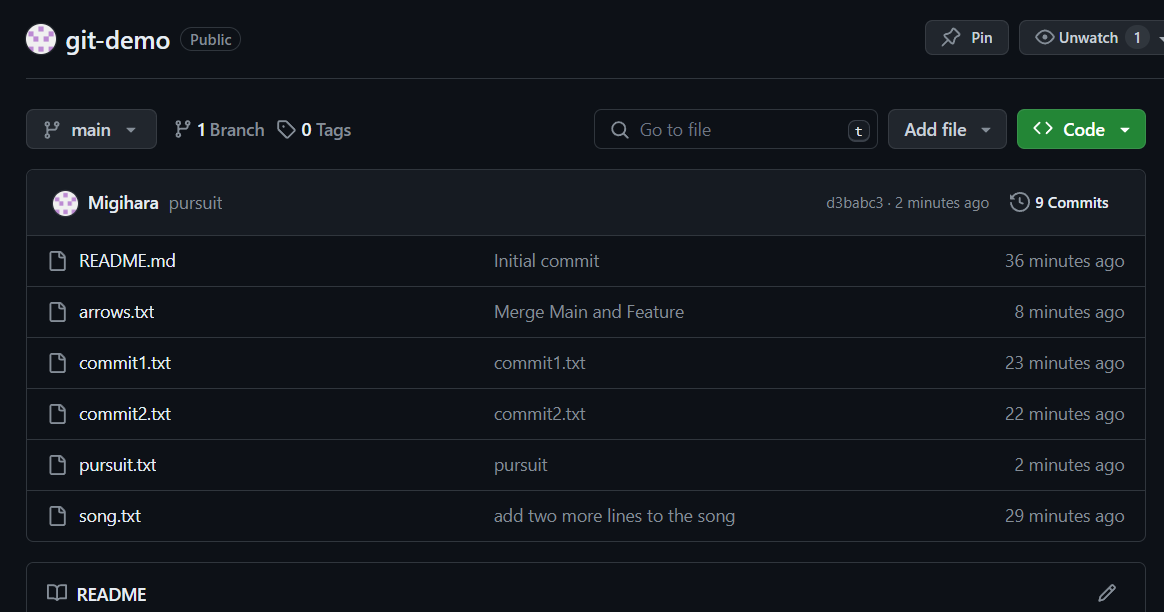 git-demo Public Pin Unwatch 1
main 1 Branch 0 Tags Go to file t Add file Code
Migihara pursuit d3babc3 · 2 minutes ago 9 Commits
README.md Initial commit 36 minutes ago
arrows.txt Merge Main and Feature 8 minutes ago
commit1.txt commit1.txt 23 minutes ago
commit2.txt commit2.txt 22 minutes ago
pursuit.txt pursuit 2 minutes ago
song.txt add two more lines to the song 29 minutes ago
README